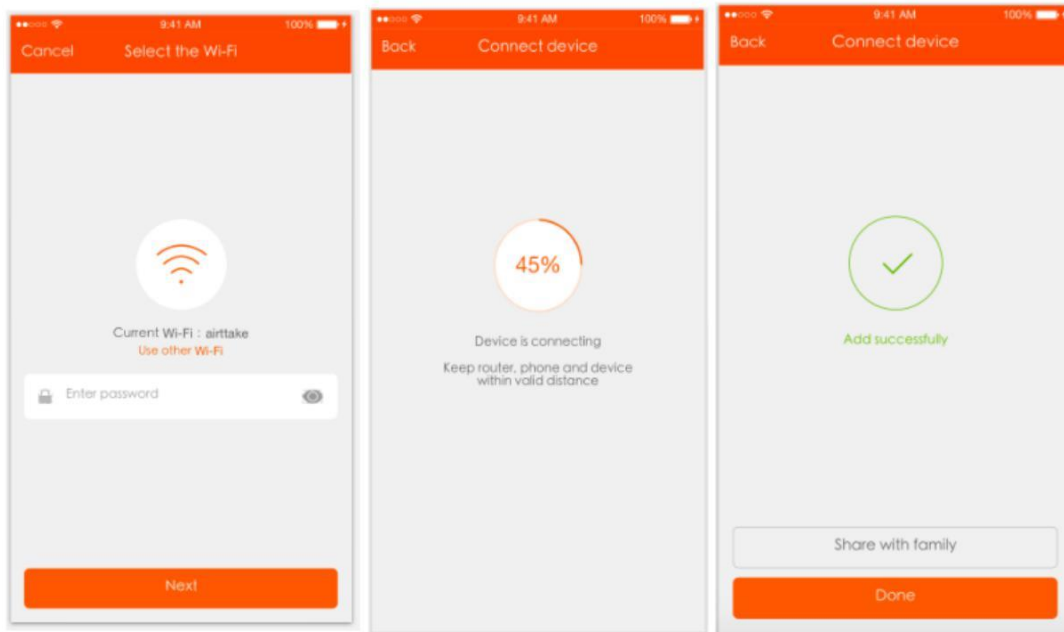 9:41 AM
100%
Cancel
Select the Wi-Fi
Current Wi-Fi : airttake
Use other Wi-Fi
Enter password
Next
9:41 AM
100%
Back
Connect device
45%
Device is connecting
Keep router, phone and device
within valid distance
9:41 AM
100%
Back
Connect device
Add successfully
Share with family
Done